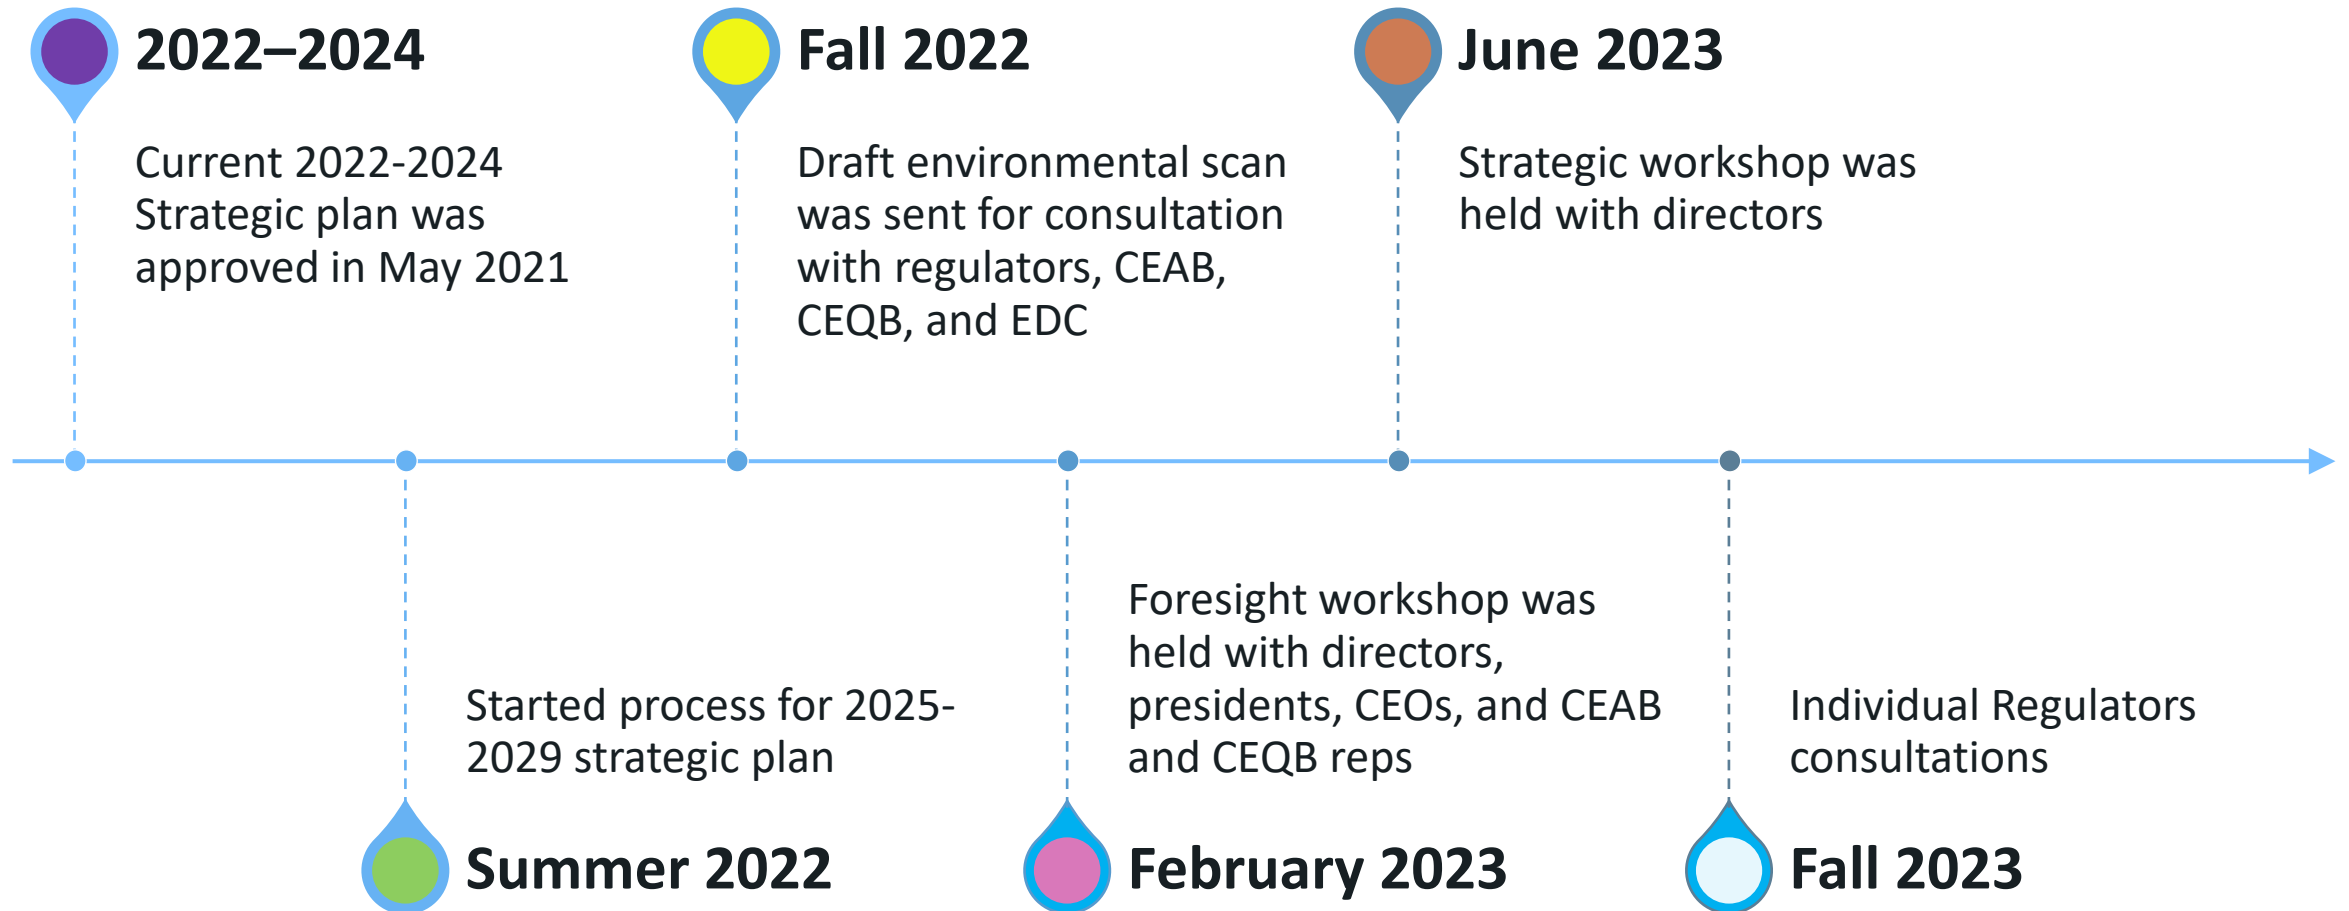 2022–2024
Current 2022-2024
Strategic plan was
approved in May 2021
Summer 2022
Started process for 2025-
2029 strategic plan
Fall 2022
Draft environmental scan
was sent for consultation
with regulators, CEAB,
CEQB, and EDC
February 2023
Foresight workshop was
held with directors,
presidents, CEOs, and CEAB
and CEQB reps
June 2023
Strategic workshop was
held with directors
Fall 2023
Individual Regulators
consultations